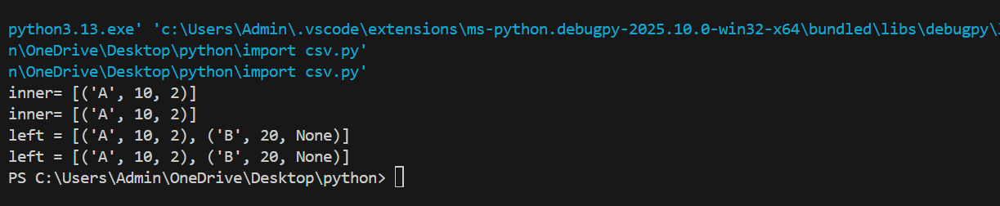 python3.13.exe' 'c:\Users\Admin\.vscode\extensions\ms-python.debugpy-2025.10.0-win32-x64\bundled\libs\debugpy\
n\OneDrive\Desktop\python\import csv.py'
n\OneDrive\Desktop\python\import csv.py'
inner= [('A', 10, 2)]
inner= [('A', 10, 2)]
left = [('A', 10, 2), ('B', 20, None)]
left = [('A', 10, 2), ('B', 20, None)]
PS C:\Users\Admin\OneDrive\Desktop\python>